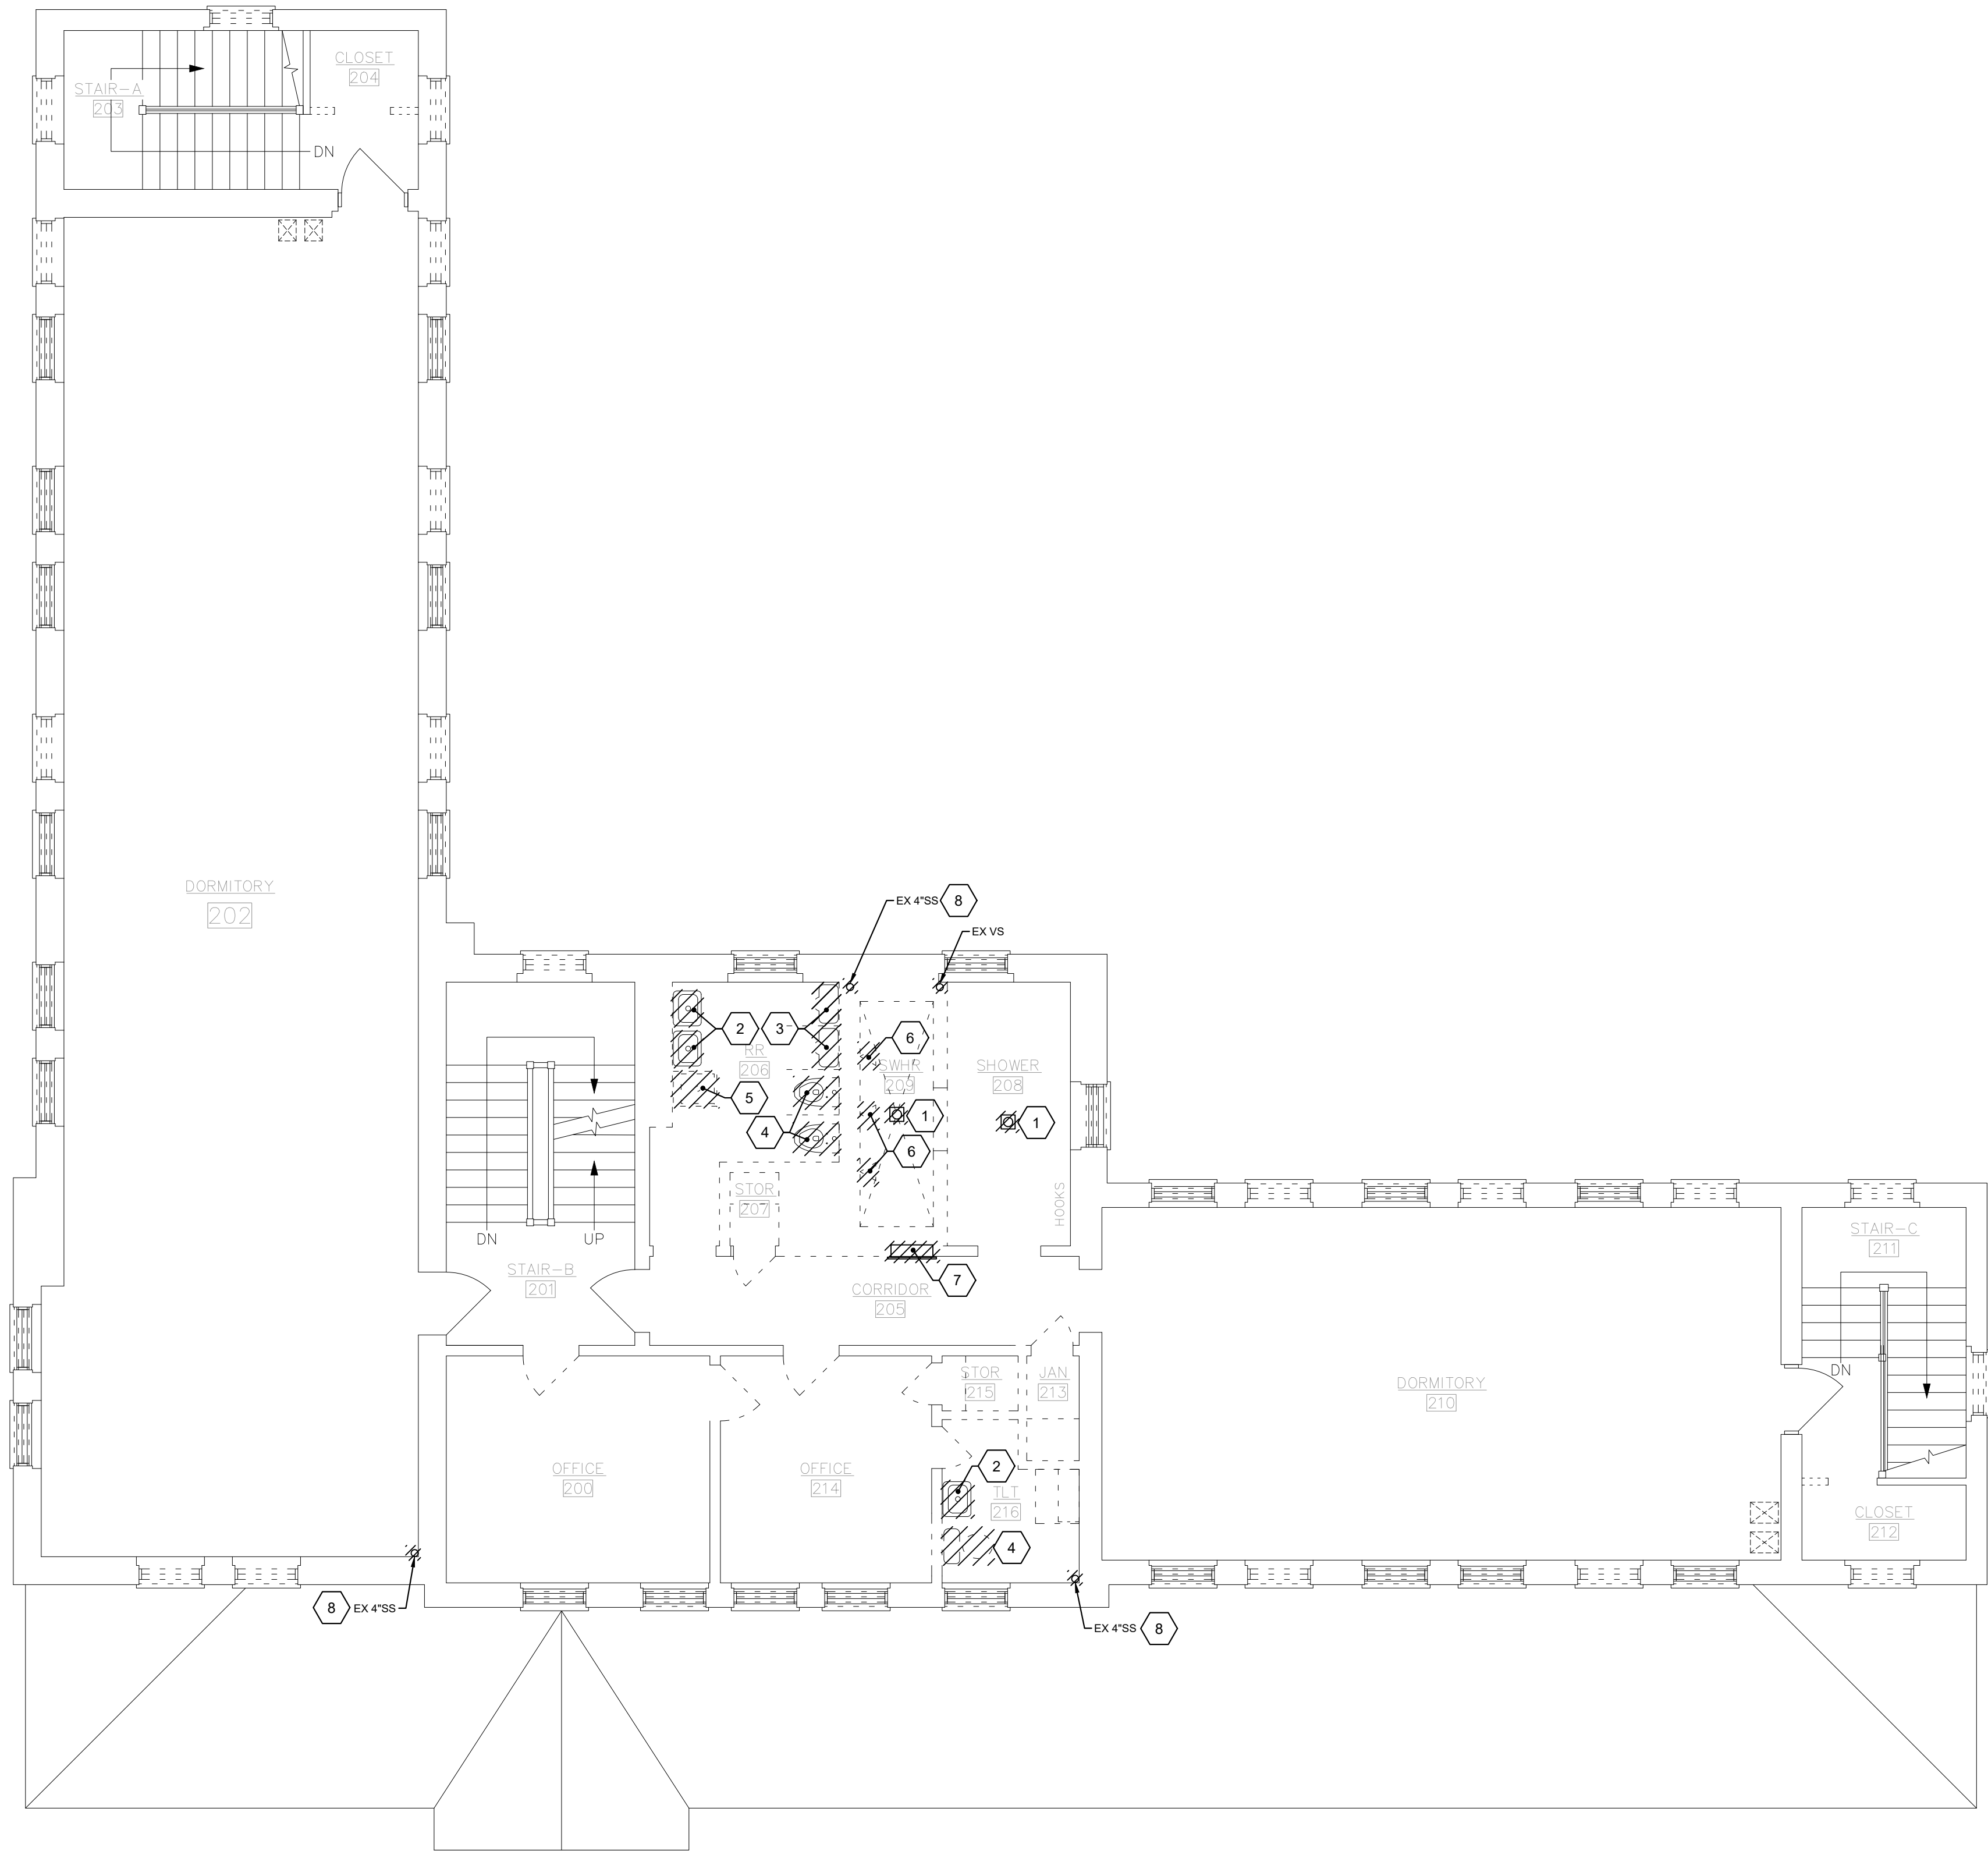 CLOSET
204
STAIR-A
203
DN
DORMITORY
202
EX 4"SS
8
EX VS
2
3
RR
206
6
SWHR
209
SHOWER
208
5
1
1
4
6
STOR
207
HOOKS
DN
UP
STAIR-B
201
7
CORRIDOR
205
STAIR-C
211
DN
STOR
215
JAN
213
DORMITORY
210
OFFICE
200
OFFICE
214
2
TLT
216
4
CLOSET
212
8
EX 4"SS
EX 4"SS
8